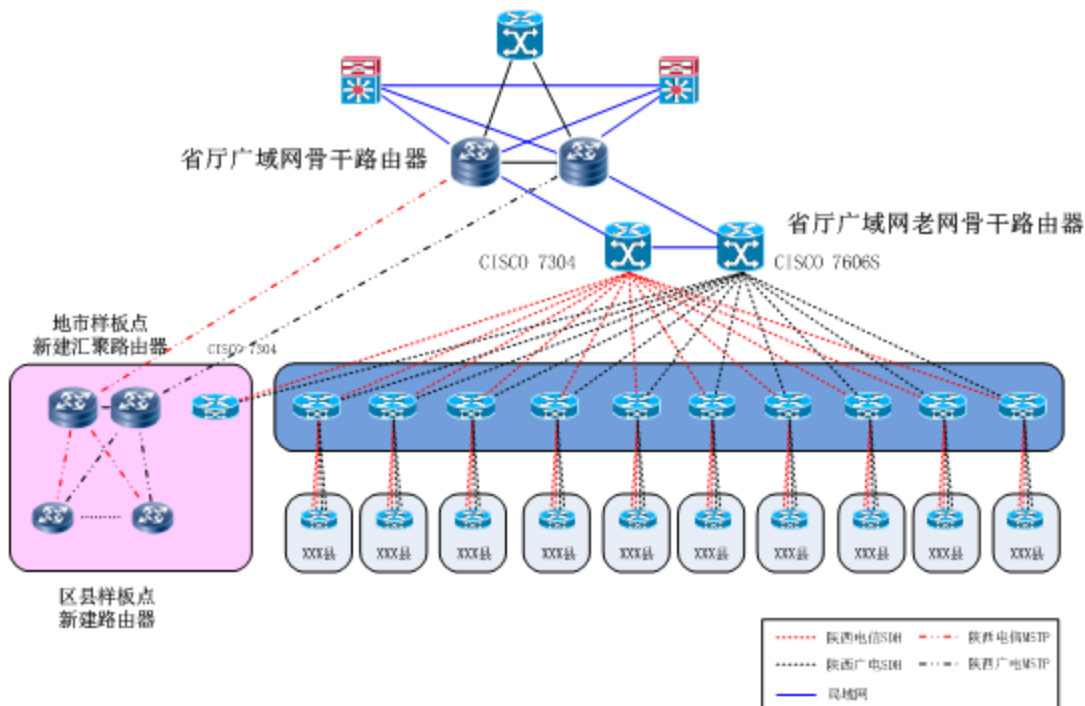 省厅广域网骨干路由器
省厅广域网老网骨干路由器
CISCO 7304
CISCO 7606S
地市样板点
新建汇聚路由器
CISCO 7304
XXX县
XXX县
XXX县
XXX县
XXX县
XXX县
XXX县
XXX县
XXX县
XXX县
区县样板点
新建路由器
陕西电信SDH
陕西电信MSTP
陕西广电SDH
陕西广电MSTP
局域网